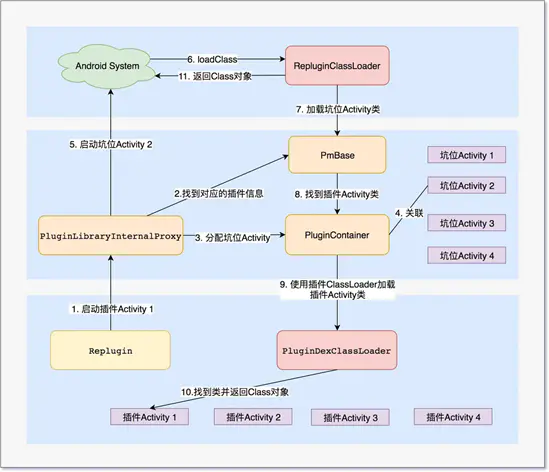 Android System
6. loadClass
11. 返回Class对象
RepluginClassLoader
7. 加载坑位Activity类
5. 启动坑位Activity 2
PmBase
坑位Activity 1
2.找到对应的插件信息
8. 找到插件Activity类
坑位Activity 2
4. 关联
PluginLibraryInternalProxy
3. 分配坑位Activity
PluginContainer
坑位Activity 3
坑位Activity 4
9. 使用插件ClassLoader加载
插件Activity类
1. 启动插件Activity 1
Replugin
PluginDexClassLoader
10.找到类并返回Class对象
插件Activity 1
插件Activity 2
插件Activity 3
插件Activity 4